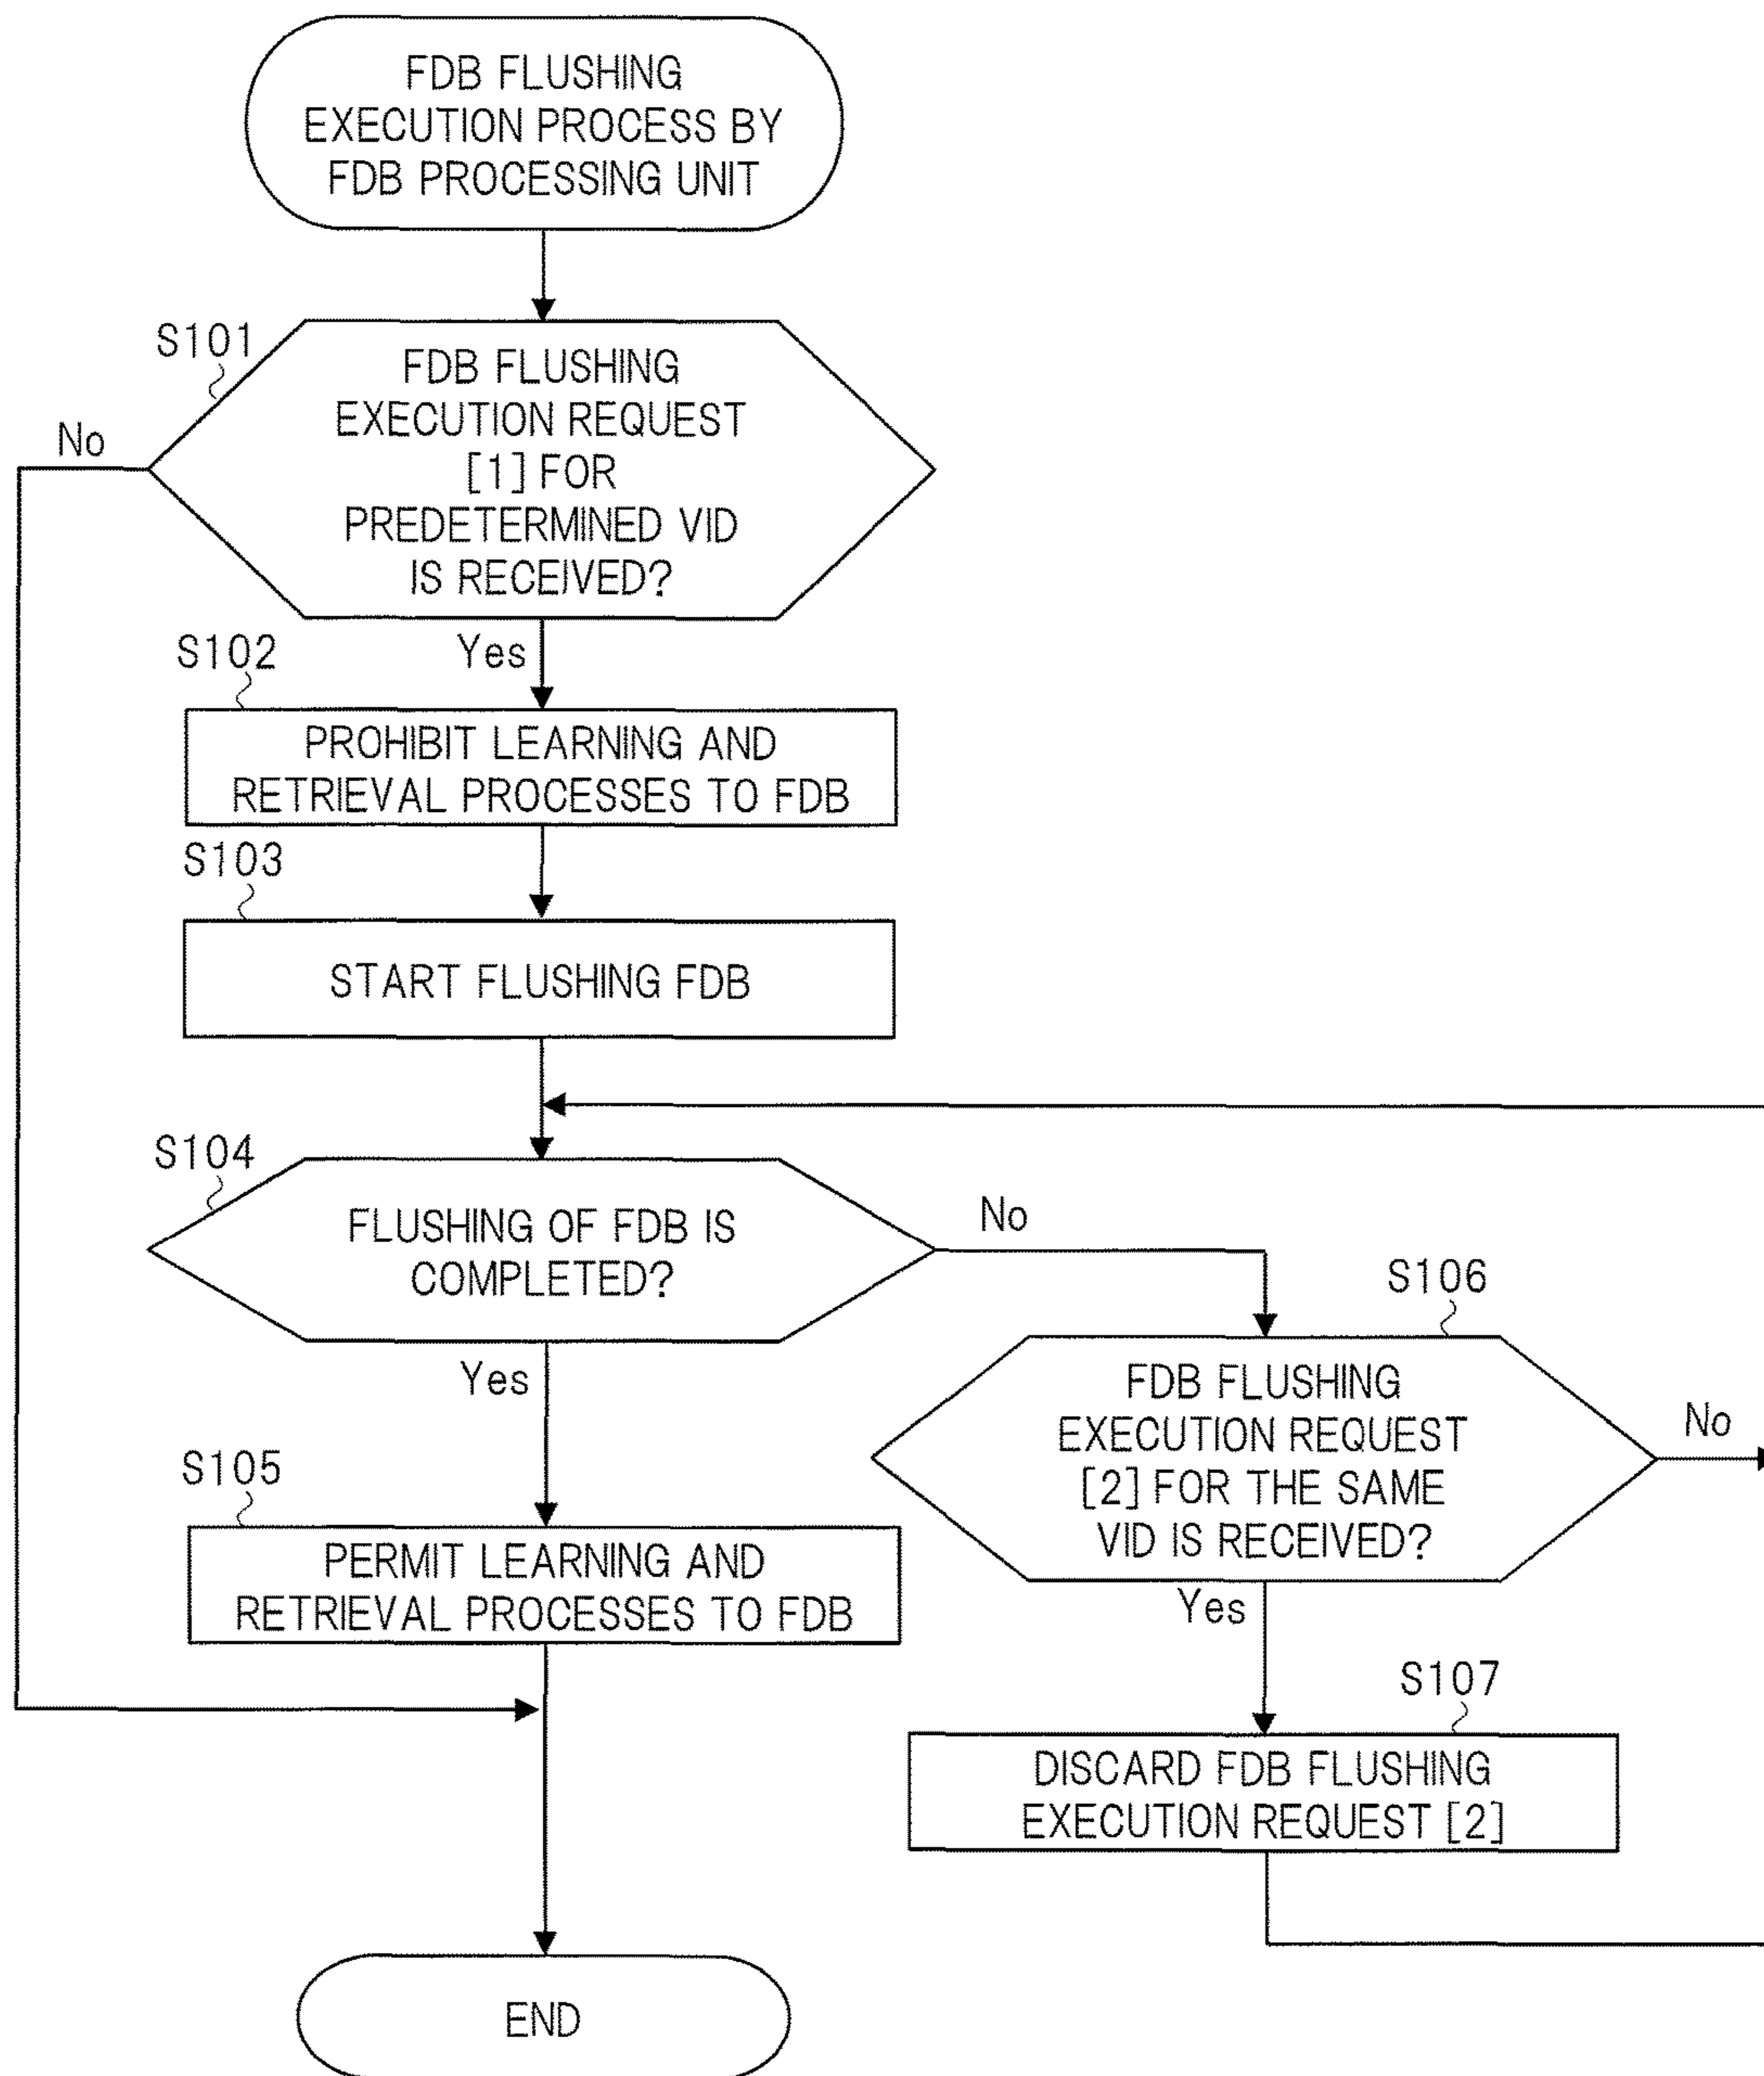 FDB FLUSHING
EXECUTION PROCESS BY
FDB PROCESSING UNIT
S101
FDB FLUSHING
EXECUTION REQUEST
[1] FOR
PREDETERMINED VID
IS RECEIVED?
No
Yes
S102
PROHIBIT LEARNING AND
RETRIEVAL PROCESSES TO FDB
S103
START FLUSHING FDB
S104
FLUSHING OF FDB IS
COMPLETED?
No
Yes
S105
PERMIT LEARNING AND
RETRIEVAL PROCESSES TO FDB
S106
FDB FLUSHING
EXECUTION REQUEST
[2] FOR THE SAME
VID IS RECEIVED?
No
Yes
S107
DISCARD FDB FLUSHING
EXECUTION REQUEST [2]
END